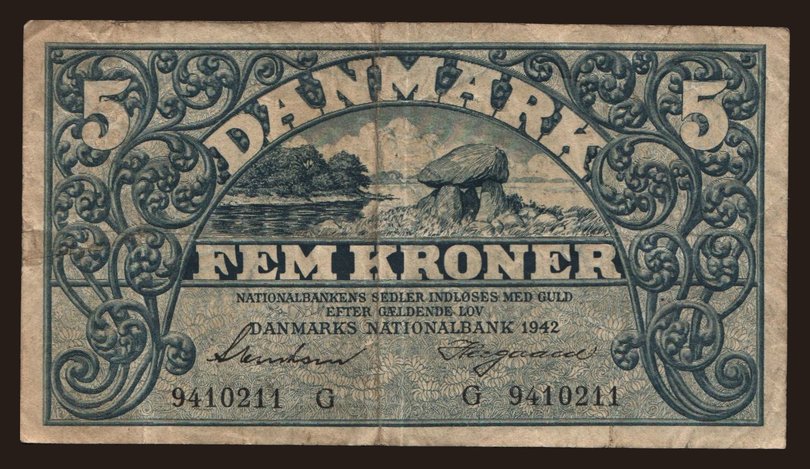 5 DANMARK 5
FEM KRONER
NATIONALBANKENS SEDLER INDLØSES MED GULD
EFTER GÆLDENDE LOV
DANMARKS NATIONALBANK 1942
9410211 G G 9410211